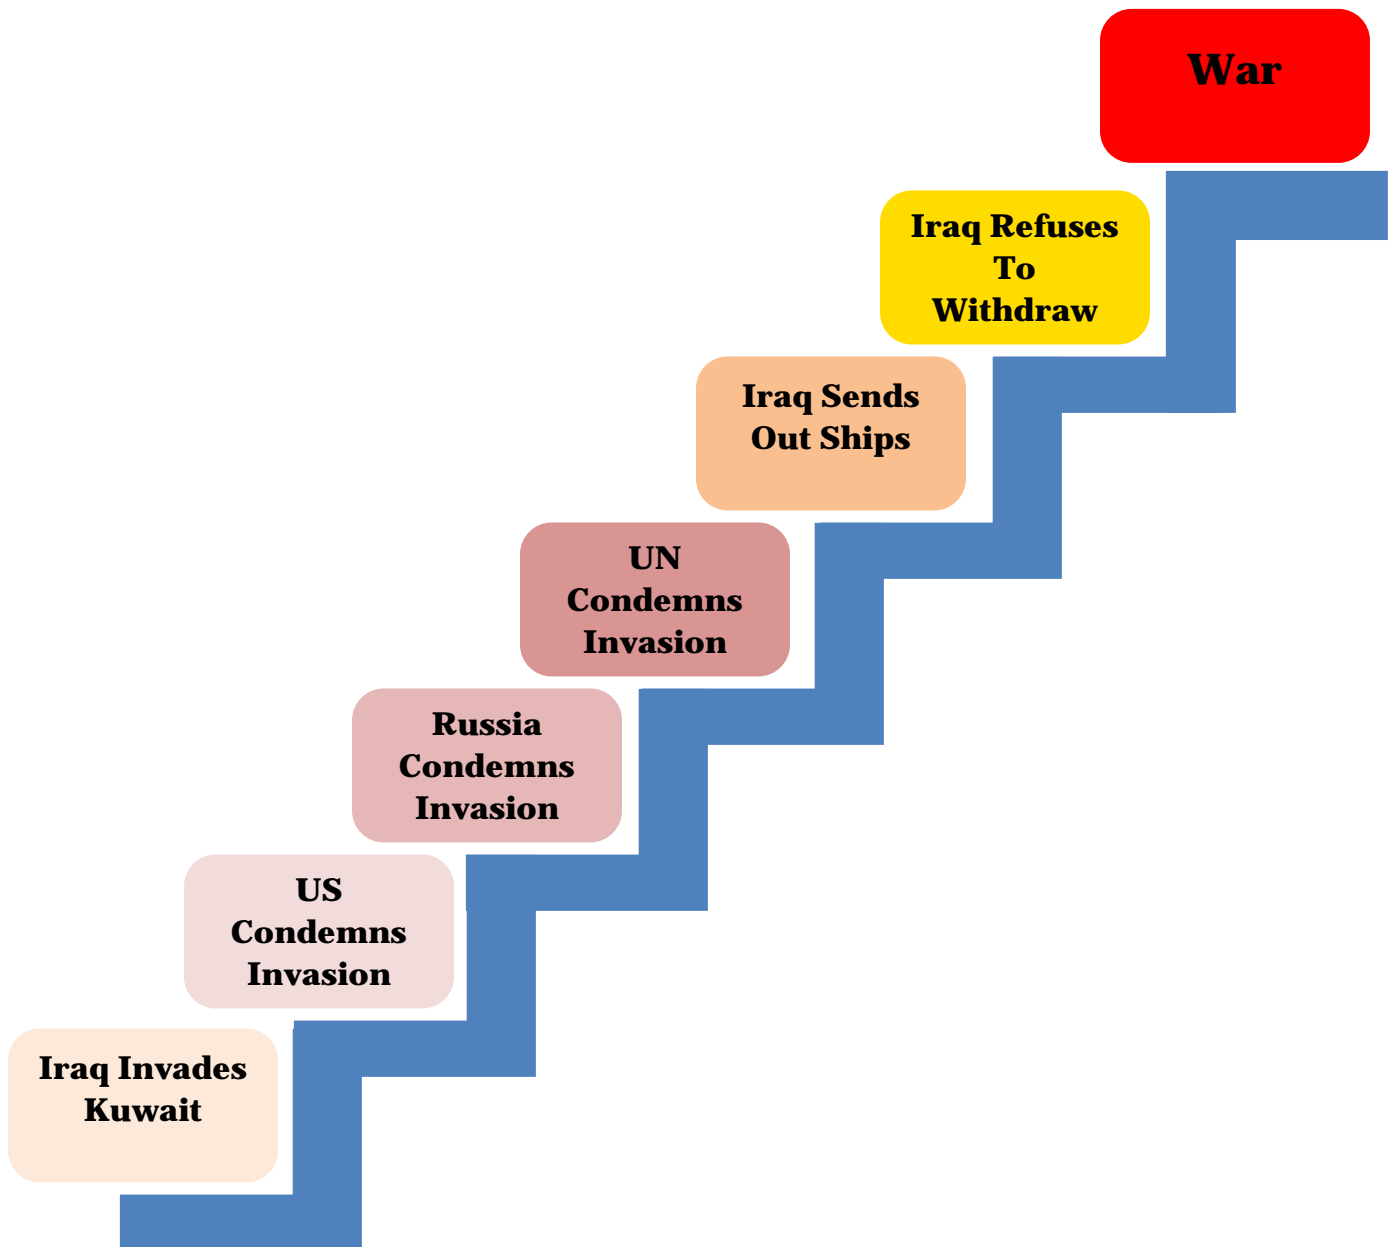 War
Iraq Refuses
To
Withdraw
Iraq Sends
Out Ships
UN
Condemns
Invasion
Russia
Condemns
Invasion
US
Condemns
Invasion
Iraq Invades
Kuwait